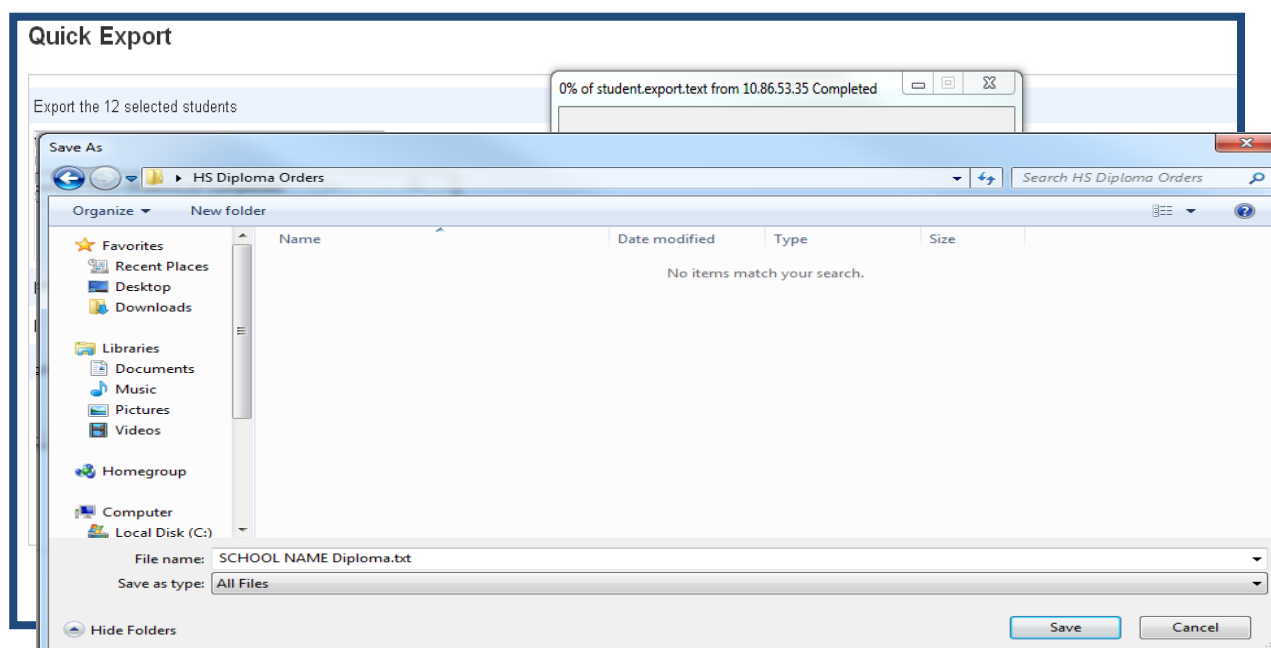 Quick Export
0% of student.export.text from 10.86.53.35 Completed
Export the 12 selected students
Save As
HS Diploma Orders
Search HS Diploma Orders
Organize
New folder
Name
Date modified
Type
Size
No items match your search.
Favorites
Recent Places
Desktop
Downloads
Libraries
Documents
Music
Pictures
Videos
Homegroup
Computer
Local Disk (C:)
File name: SCHOOL NAME Diploma.txt
Save as type: All Files
Hide Folders
Save
Cancel